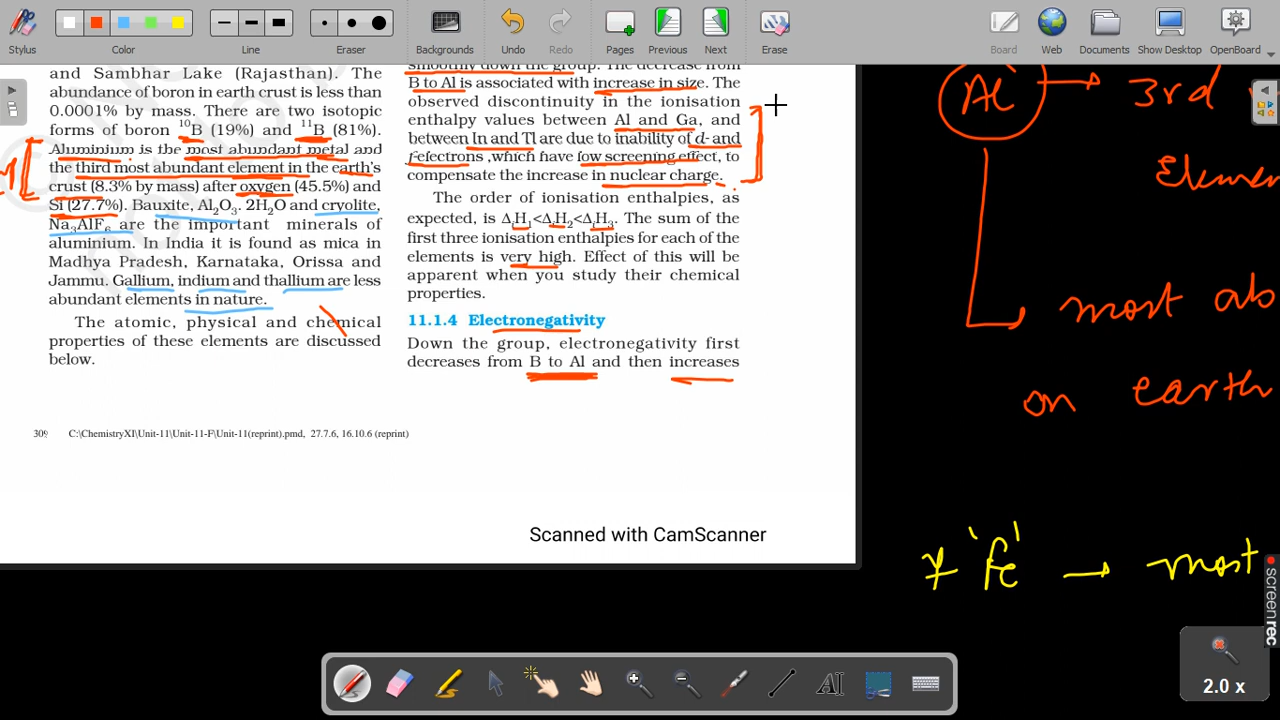 Stylus
Color
Line
Eraser
Backgrounds
Undo
Redo
Pages
Previous
Next
Erase
Board
Web
Documents
Show Desktop
OpenBoard
and Sambhar Lake (Rajasthan). The
abundance of boron in earth crust is less than
0.0001% by mass. There are two isotopic
forms of boron ¹⁰B (19%) and ¹¹B (81%).
Aluminium is the most abundant metal and
the third most abundant element in the earth's
crust (8.3% by mass) after oxygen (45.5%) and
Si (27.7%). Bauxite, Al₂O₃. 2H₂O and cryolite,
Na₃AlF₆ are the important minerals of
aluminium. In India it is found as mica in
Madhya Pradesh, Karnataka, Orissa and
Jammu. Gallium, indium and thallium are less
abundant elements in nature.
The atomic, physical and chemical
properties of these elements are discussed
below.
smoothly down the group. The decrease from
B to Al is associated with increase in size. The
observed discontinuity in the ionisation
enthalpy values between Al and Ga, and
between In and Tl are due to inability of d- and
f-electrons ,which have low screening effect, to
compensate the increase in nuclear charge.
The order of ionisation enthalpies, as
expected, is ΔᵢH₁<ΔᵢH₂<ΔᵢH₃. The sum of the
first three ionisation enthalpies for each of the
elements is very high. Effect of this will be
apparent when you study their chemical
properties.
11.1.4 Electronegativity
Down the group, electronegativity first
decreases from B to Al and then increases
309 C:\ChemistryXI\Unit-11\Unit-11-F\Unit-11(reprint).pmd, 27.7.6, 16.10.6 (reprint)
Scanned with CamScanner
Al → 3rd
Elemen
most ab
on earth
* 'Fe' → most
screenrec
2.0 x